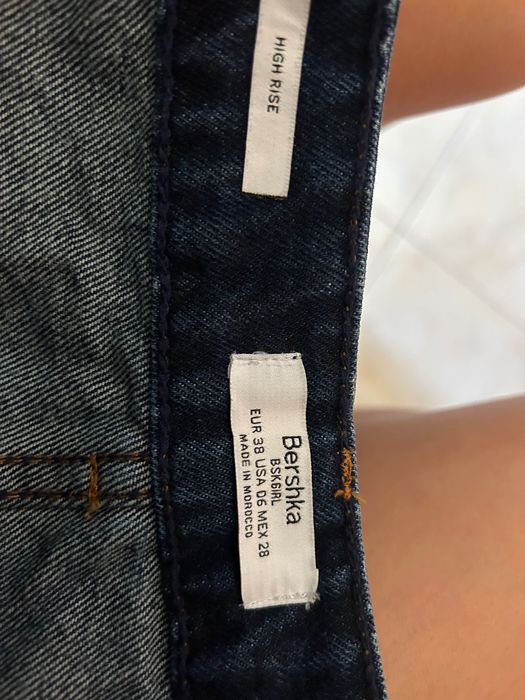 HIGH RISE
Bershka
BSKGIRL
EUR 38 USA 06 MEX 28
MADE IN MOROCCO